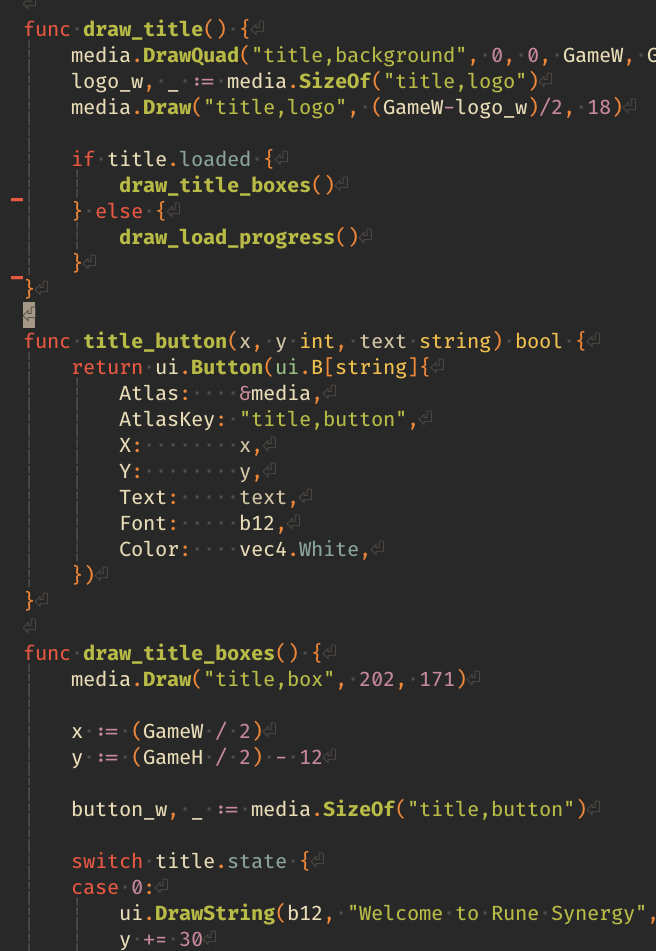 func draw_title() {
    media.DrawQuad("title,background", 0, 0, GameW, G
    logo_w, _ := media.SizeOf("title,logo")
    media.Draw("title,logo", (GameW-logo_w)/2, 18)

    if title.loaded {
        draw_title_boxes()
    } else {
        draw_load_progress()
    }
}

func title_button(x, y int, text string) bool {
    return ui.Button(ui.B[string]{
        Atlas:    &media,
        AtlasKey: "title,button",
        X:        x,
        Y:        y,
        Text:     text,
        Font:     b12,
        Color:    vec4.White,
    })
}

func draw_title_boxes() {
    media.Draw("title,box", 202, 171)

    x := (GameW / 2)
    y := (GameH / 2) - 12

    button_w, _ := media.SizeOf("title,button")

    switch title.state {
    case 0:
        ui.DrawString(b12, "Welcome to Rune Synergy",
        y += 30